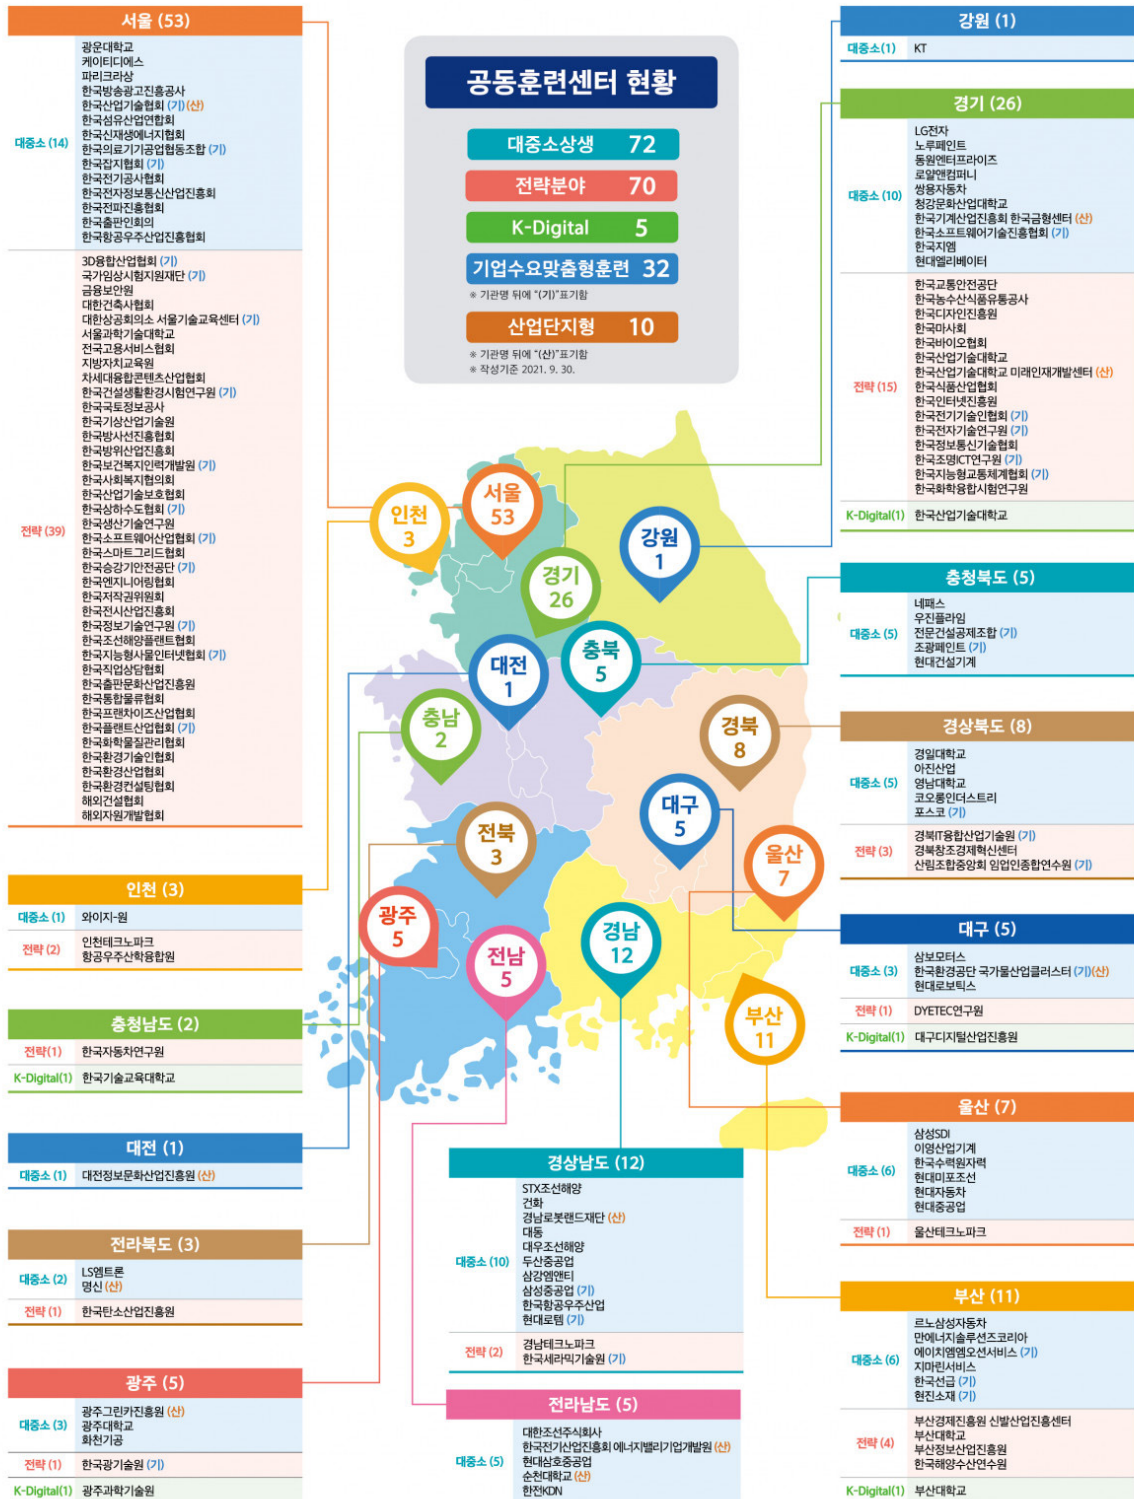 공동훈련센터 현황
대중소상생 72
전략분야 70
K-Digital 5
기업수요맞춤형훈련 32
※ 기관명 뒤에 "(기)"표기함
산업단지형 10
※ 기관명 뒤에 "(산)"표기함
※ 작성기준 2021. 9. 30.
서울 (53)
대중소 (14)
광운대학교
케이티디에스
파리크라상
한국방송광고진흥공사
한국산업기술협회 (기)(산)
한국섬유산업연합회
한국신재생에너지협회
한국의료기기공업협동조합 (기)
한국잡지협회 (기)
한국전기공사협회
한국전자정보통신산업진흥회
한국전파진흥협회
한국출판인회의
한국항공우주산업진흥협회
전략 (39)
3D융합산업협회 (기)
국가임상시험지원재단 (기)
금융보안원
대한건축사협회
대한상공회의소 서울기술교육센터 (기)
서울과학기술대학교
전국고용서비스협회
지방자치교육원
차세대융합콘텐츠산업협회
한국건설생활환경시험연구원 (기)
한국국토정보공사
한국기상산업기술원
한국방사선진흥협회
한국방위산업진흥회
한국보건복지인력개발원 (기)
한국사회복지협의회
한국산업기술보호협회
한국상하수도협회 (기)
한국생산기술연구원
한국소프트웨어산업협회 (기)
한국스마트그리드협회
한국승강기안전공단 (기)
한국엔지니어링협회
한국저작권위원회
한국전시산업진흥회
한국정보기술연구원 (기)
한국조선해양플랜트협회
한국지능형사물인터넷협회 (기)
한국직업상담협회
한국출판문화산업진흥원
한국통합물류협회
한국프랜차이즈산업협회
한국플랜트산업협회 (기)
한국화학물질관리협회
한국환경기술인협회
한국환경산업협회
한국환경컨설팅협회
해외건설협회
해외자원개발협회
인천 (3)
대중소 (1)
와이지-원
전략 (2)
인천테크노파크
항공우주산학융합원
충청남도 (2)
전략(1)
한국자동차연구원
K-Digital(1)
한국기술교육대학교
대전 (1)
대중소 (1)
대전정보문화산업진흥원 (산)
전라북도 (3)
대중소 (2)
LS엠트론
명신 (산)
전략 (1)
한국탄소산업진흥원
광주 (5)
대중소 (3)
광주그린카진흥원 (산)
광주대학교
화천기공
전략 (1)
한국광기술원 (기)
K-Digital(1)
광주과학기술원
인천
3
서울
53
경기
26
강원
1
대전
1
충북
5
충남
2
경북
8
대구
5
전북
3
울산
7
광주
5
전남
5
경남
12
부산
11
경상남도 (12)
대중소 (10)
STX조선해양
건화
경남로봇랜드재단 (산)
대동
대우조선해양
두산중공업
삼강엠앤티
삼성중공업 (기)
한국항공우주산업
현대로템 (기)
전략 (2)
경남테크노파크
한국세라믹기술원 (기)
전라남도 (5)
대중소 (5)
대한조선주식회사
한국전기산업진흥회 에너지밸리기업개발원 (산)
현대삼호중공업
순천대학교 (산)
한전KDN
강원 (1)
대중소(1)
KT
경기 (26)
대중소 (10)
LG전자
노루페인트
동원엔터프라이즈
로얄앤컴퍼니
쌍용자동차
청강문화산업대학교
한국기계산업진흥회 한국금형센터 (산)
한국소프트웨어기술진흥협회 (기)
한국지엠
현대엘리베이터
전략 (15)
한국교통안전공단
한국농수산식품유통공사
한국디자인진흥원
한국마사회
한국바이오협회
한국산업기술대학교
한국산업기술대학교 미래인재개발센터 (산)
한국식품산업협회
한국인터넷진흥원
한국전기기술인협회 (기)
한국전자기술연구원 (기)
한국정보통신기술협회
한국조명ICT연구원 (기)
한국지능형교통체계협회 (기)
한국화학융합시험연구원
K-Digital(1)
한국산업기술대학교
충청북도 (5)
대중소 (5)
네패스
우진플라임
전문건설공제조합 (기)
조광페인트 (기)
현대건설기계
경상북도 (8)
대중소 (5)
경일대학교
아진산업
영남대학교
코오롱인더스트리
포스코 (기)
전략 (3)
경북IT융합산업기술원 (기)
경북창조경제혁신센터
산림조합중앙회 임업인종합연수원 (기)
대구 (5)
대중소 (3)
삼보모터스
한국환경공단 국가물산업클러스터 (기)(산)
현대로보틱스
전략 (1)
DYETEC연구원
K-Digital(1)
대구디지털산업진흥원
울산 (7)
대중소 (6)
삼성SDI
이영산업기계
한국수력원자력
현대미포조선
현대자동차
현대중공업
전략 (1)
울산테크노파크
부산 (11)
대중소 (6)
르노삼성자동차
만에너지솔루션즈코리아
에이치엠엠오션서비스 (기)
지마린서비스
한국선급 (기)
현진소재 (기)
전략 (4)
부산경제진흥원 신발산업진흥센터
부산대학교
부산정보산업진흥원
한국해양수산연수원
K-Digital(1)
부산대학교